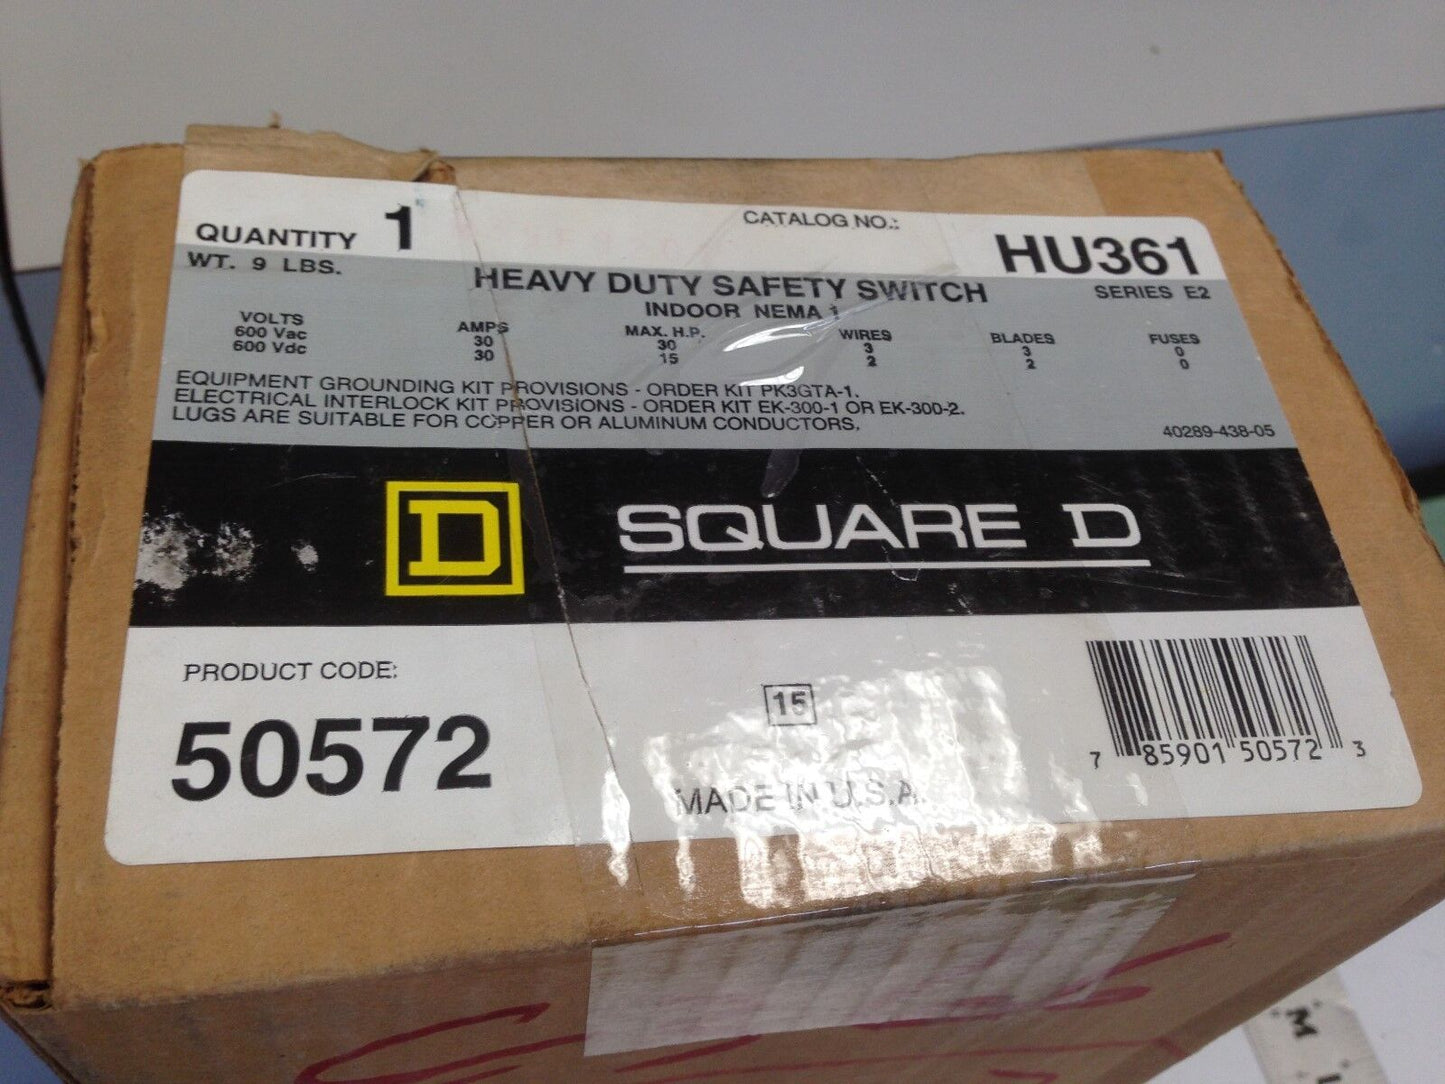 QUANTITY 1
CATALOG NO.:
HU361
WT. 9 LBS.
HEAVY DUTY SAFETY SWITCH
SERIES E2
INDOOR NEMA 1
VOLTS AMPS MAX. H.P. WIRES BLADES FUSES
600 Vac 30 30 3 3 0
600 Vdc 30 15 2 2 0
EQUIPMENT GROUNDING KIT PROVISIONS - ORDER KIT PK3GTA-1.
ELECTRICAL INTERLOCK KIT PROVISIONS - ORDER KIT EK-300-1 OR EK-300-2.
LUGS ARE SUITABLE FOR COPPER OR ALUMINUM CONDUCTORS.
40289-438-05
D SQUARE D
PRODUCT CODE:
50572
15
MADE IN U.S.A.
7 85901 50572 3
M